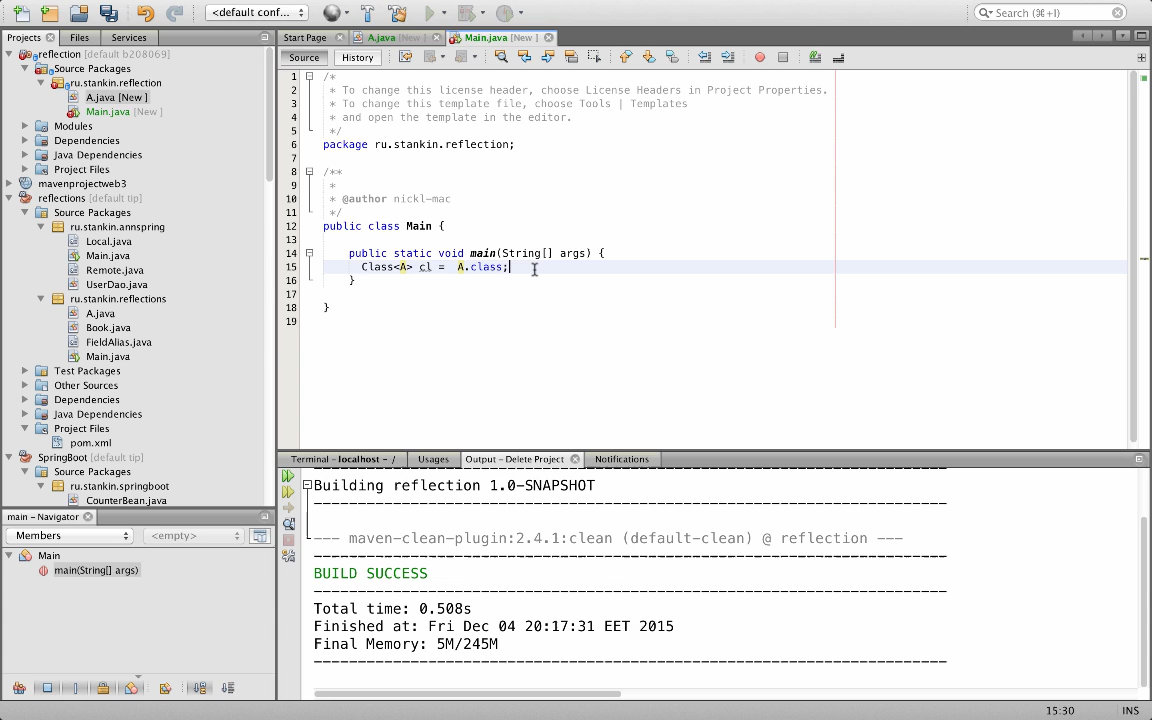 <default conf...
Search (⌘+I)
Projects
Files
Services
Start Page
A.java [New ]
Main.java [New ]
Source
History
reflection [default b208069]
Source Packages
ru.stankin.reflection
A.java [New ]
Main.java [New ]
Modules
Dependencies
Java Dependencies
Project Files
mavenprojectweb3
reflections [default tip]
Source Packages
ru.stankin.annspring
Local.java
Main.java
Remote.java
UserDao.java
ru.stankin.reflections
A.java
Book.java
FieldAlias.java
Main.java
Test Packages
Other Sources
Dependencies
Java Dependencies
Project Files
pom.xml
SpringBoot [default tip]
Source Packages
ru.stankin.springboot
CounterBean.java
1 /*
2 * To change this license header, choose License Headers in Project Properties.
3 * To change this template file, choose Tools | Templates
4 * and open the template in the editor.
5 */
6 package ru.stankin.reflection;
7
8 /**
9 *
10 * @author nickl-mac
11 */
12 public class Main {
13
14 public static void main(String[] args) {
15 Class<A> cl =  A.class;
16 }
17
18 }
19
main - Navigator
Members
<empty>
Main
main(String[] args)
Terminal - localhost - /
Usages
Output - Delete Project
Notifications
------------------------------------------------------------------------
Building reflection 1.0-SNAPSHOT
------------------------------------------------------------------------
--- maven-clean-plugin:2.4.1:clean (default-clean) @ reflection ---
------------------------------------------------------------------------
BUILD SUCCESS
------------------------------------------------------------------------
Total time: 0.508s
Finished at: Fri Dec 04 20:17:31 EET 2015
Final Memory: 5M/245M
------------------------------------------------------------------------
15:30
INS